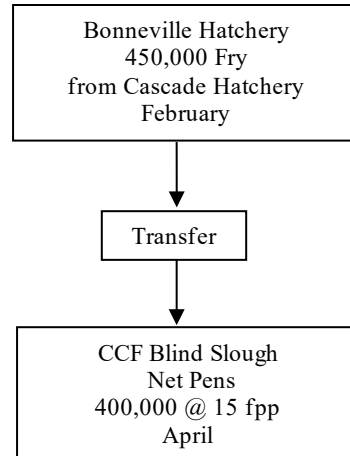 Bonneville Hatchery
450,000 Fry
from Cascade Hatchery
February
Transfer
CCF Blind Slough
Net Pens
400,000 @ 15 fpp
April